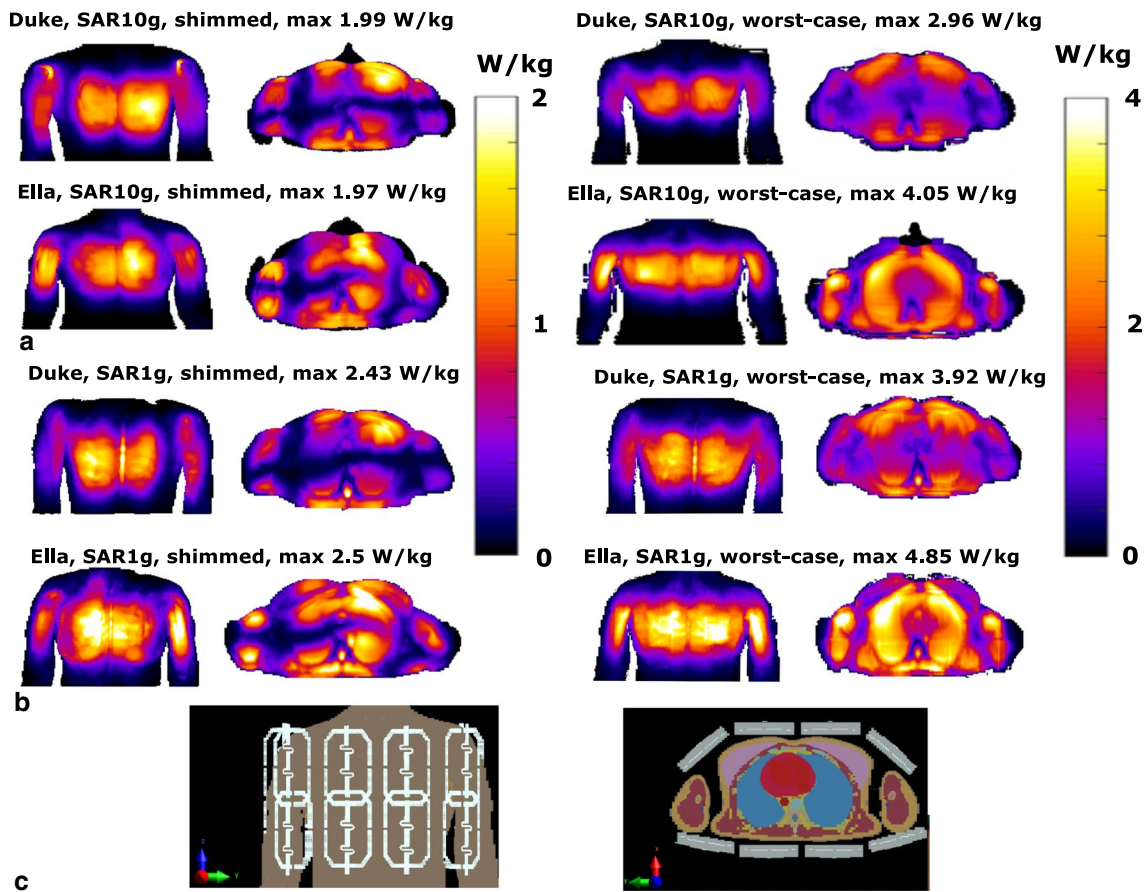 Duke, SAR10g, shimmed, max 1.99 W/kg
Duke, SAR10g, worst-case, max 2.96 W/kg
W/kg
W/kg
2
4
Ella, SAR10g, shimmed, max 1.97 W/kg
Ella, SAR10g, worst-case, max 4.05 W/kg
1
2
a
Duke, SAR1g, shimmed, max 2.43 W/kg
Duke, SAR1g, worst-case, max 3.92 W/kg
0
0
Ella, SAR1g, shimmed, max 2.5 W/kg
Ella, SAR1g, worst-case, max 4.85 W/kg
b
z
y
x
y
c